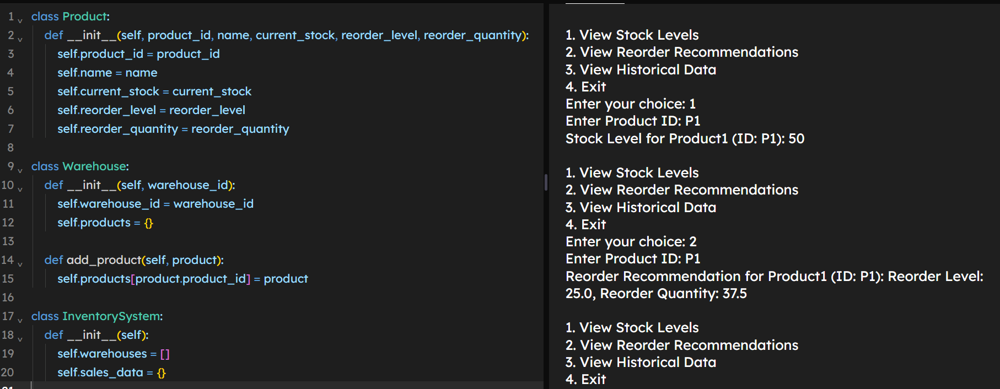 1 class Product:
2 def __init__(self, product_id, name, current_stock, reorder_level, reorder_quantity):
3 self.product_id = product_id
4 self.name = name
5 self.current_stock = current_stock
6 self.reorder_level = reorder_level
7 self.reorder_quantity = reorder_quantity
8
9 class Warehouse:
10 def __init__(self, warehouse_id):
11 self.warehouse_id = warehouse_id
12 self.products = {}
13
14 def add_product(self, product):
15 self.products[product.product_id] = product
16
17 class InventorySystem:
18 def __init__(self):
19 self.warehouses = []
20 self.sales_data = {}
21
1. View Stock Levels
2. View Reorder Recommendations
3. View Historical Data
4. Exit
Enter your choice: 1
Enter Product ID: P1
Stock Level for Product1 (ID: P1): 50
1. View Stock Levels
2. View Reorder Recommendations
3. View Historical Data
4. Exit
Enter your choice: 2
Enter Product ID: P1
Reorder Recommendation for Product1 (ID: P1): Reorder Level:
25.0, Reorder Quantity: 37.5
1. View Stock Levels
2. View Reorder Recommendations
3. View Historical Data
4. Exit